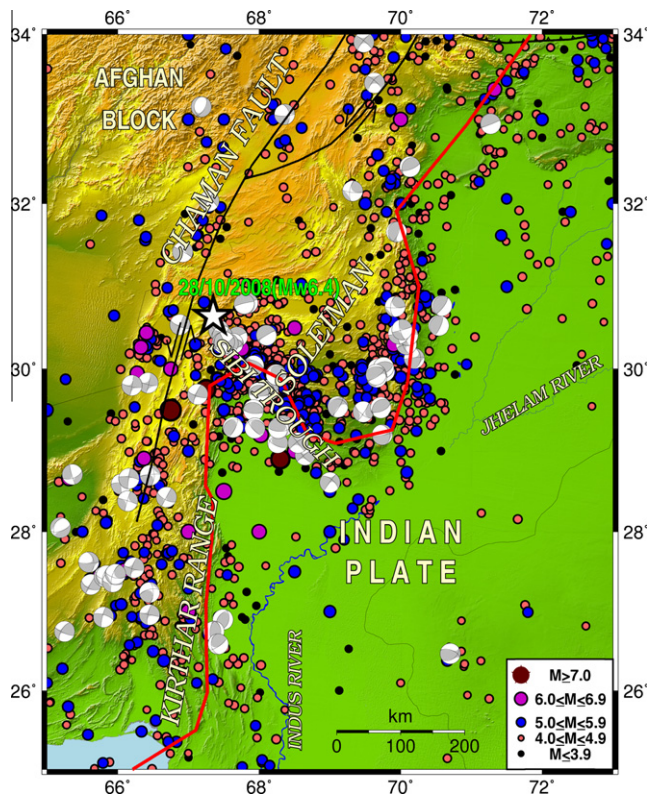 66˚ 68˚ 70˚ 72˚
34˚ 34˚
AFGHAN
BLOCK
CHAMAN FAULT
32˚ 32˚
28/10/2008(Mw6.4)
SOLEIMAN
SIBI TROUGH
30˚ 30˚
JHELAM RIVER
28˚ 28˚
INDIAN
PLATE
KIRTHAR RANGE
INDUS RIVER
26˚ 26˚
km
0 100 200
M≥7.0
6.0≤M≤6.9
5.0≤M≤5.9
4.0≤M≤4.9
M≤3.9
66˚ 68˚ 70˚ 72˚